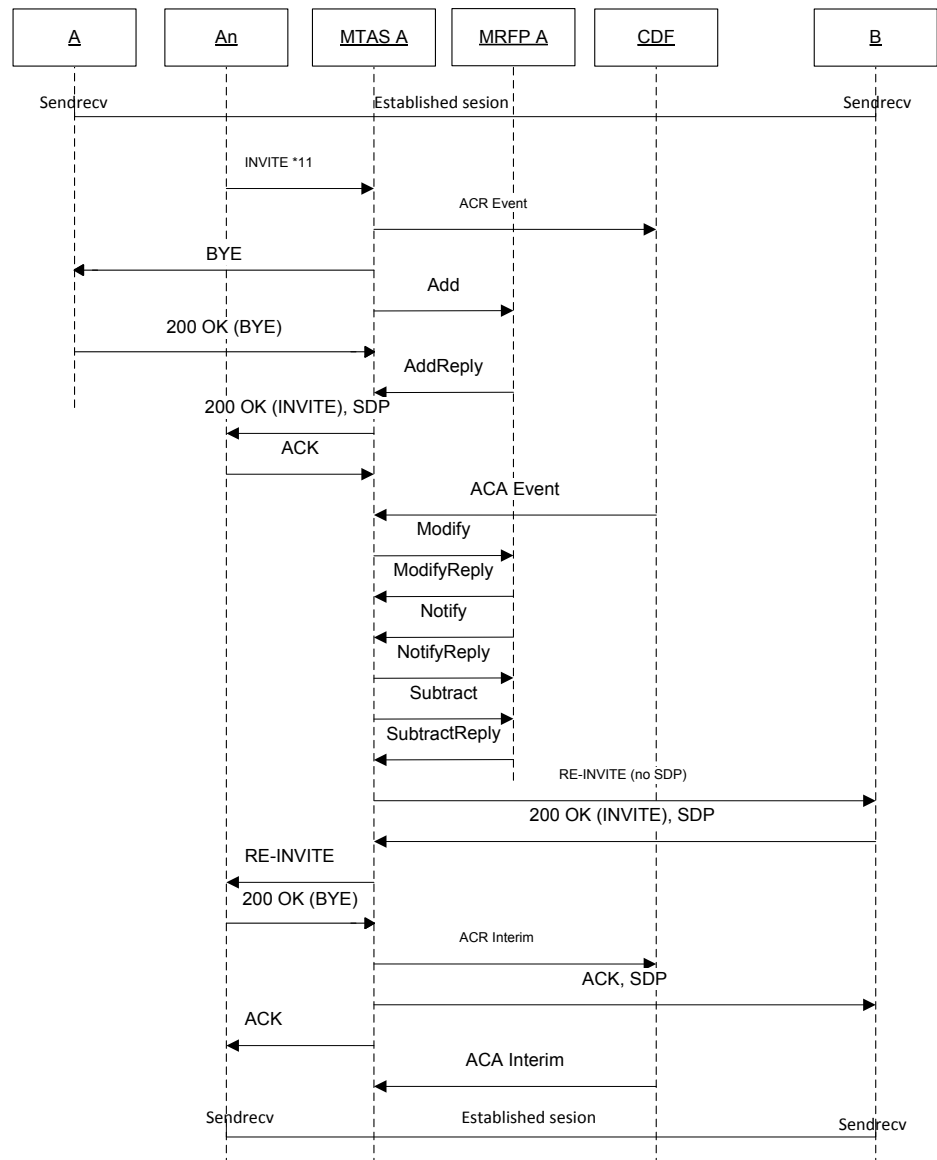 A
An
MTAS A
MRFP A
CDF
B
Sendrecv
Established sesion
Sendrecv
INVITE *11
ACR Event
BYE
Add
200 OK (BYE)
AddReply
200 OK (INVITE), SDP
ACK
ACA Event
Modify
ModifyReply
Notify
NotifyReply
Subtract
SubtractReply
RE-INVITE (no SDP)
200 OK (INVITE), SDP
RE-INVITE
200 OK (BYE)
ACR Interim
ACK, SDP
ACK
ACA Interim
Sendrecv
Established sesion
Sendrecv